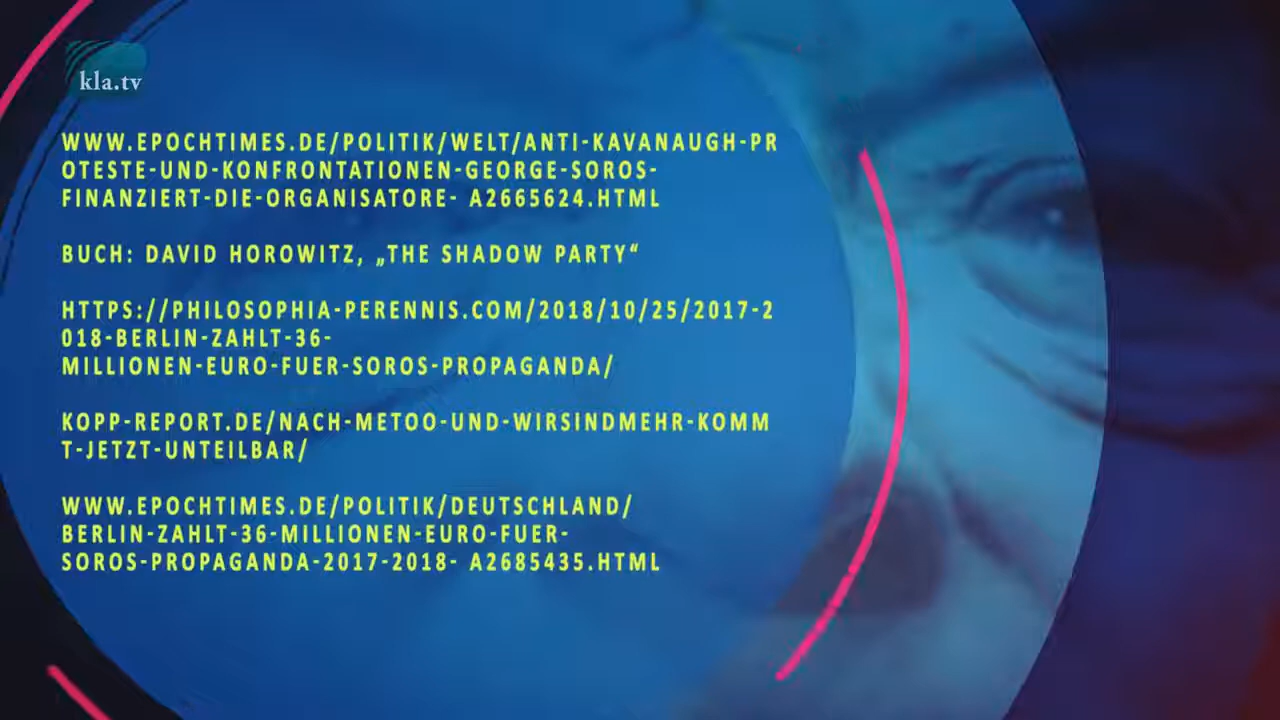 kla.tv
WWW.EPOCHTIMES.DE/POLITIK/WELT/ANTI-KAVANAUGH-PR
OTESTE-UND-KONFRONTATIONEN-GEORGE-SOROS-
FINANZIERT-DIE-ORGANISATORE- A2665624.HTML
BUCH: DAVID HOROWITZ, „THE SHADOW PARTY“
HTTPS://PHILOSOPHIA-PERENNIS.COM/2018/10/25/2017-2
018-BERLIN-ZAHLT-36-
MILLIONEN-EURO-FUER-SOROS-PROPAGANDA/
KOPP-REPORT.DE/NACH-METOO-UND-WIRSINDMEHR-KOMM
T-JETZT-UNTEILBAR/
WWW.EPOCHTIMES.DE/POLITIK/DEUTSCHLAND/
BERLIN-ZAHLT-36-MILLIONEN-EURO-FUER-
SOROS-PROPAGANDA-2017-2018- A2685435.HTML